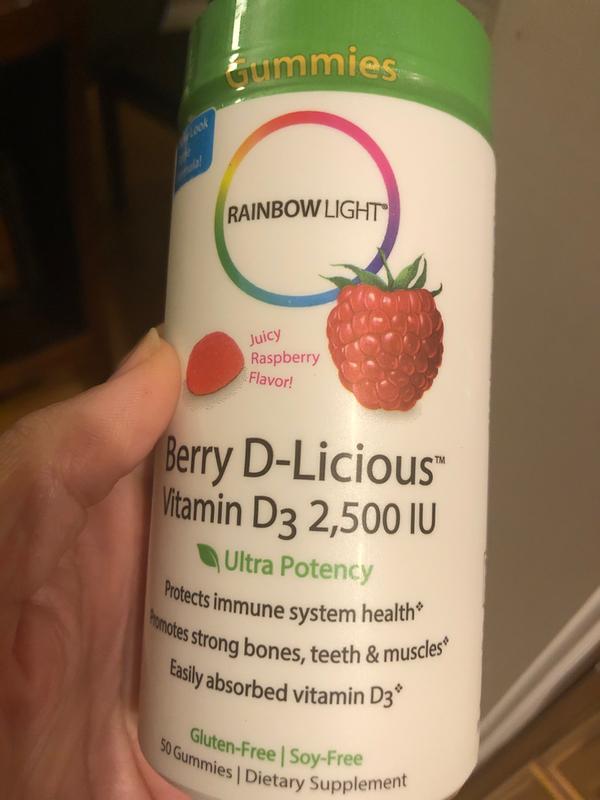 Gummies
Look
RAINBOW LIGHT®
Juicy
Raspberry
Flavor!
Berry D-Licious™
Vitamin D3 2,500 IU
Ultra Potency
Protects immune system health❖
Promotes strong bones, teeth & muscles❖
Easily absorbed vitamin D3❖
Gluten-Free | Soy-Free
50 Gummies | Dietary Supplement